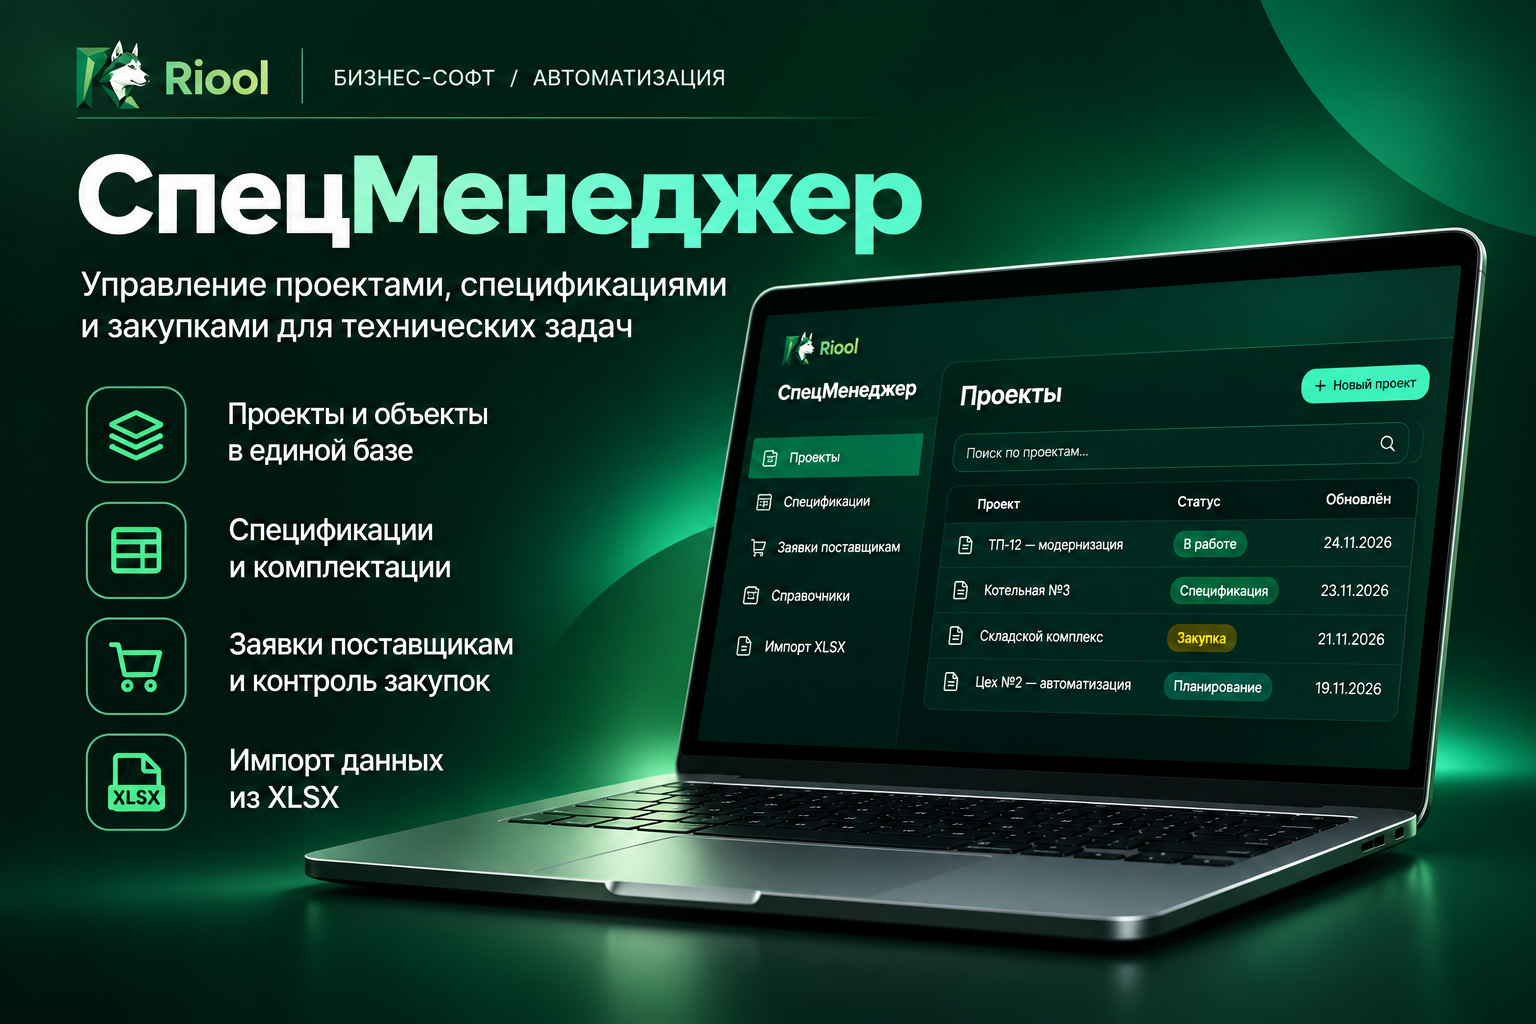 Riool
БИЗНЕС-СОФТ / АВТОМАТИЗАЦИЯ
СпецМенеджер
Управление проектами, спецификациями
и закупками для технических задач
Проекты и объекты
в единой базе
Спецификации
и комплектации
Заявки поставщикам
и контроль закупок
XLSX
Импорт данных
из XLSX
Riool
СпецМенеджер
Проекты
Спецификации
Заявки поставщикам
Справочники
Импорт XLSX
Проекты
+ Новый проект
Поиск по проектам...
Проект Статус Обновлён
ТП-12 — модернизация В работе 24.11.2026
Котельная №3 Спецификация 23.11.2026
Складской комплекс Закупка 21.11.2026
Цех №2 — автоматизация Планирование 19.11.2026